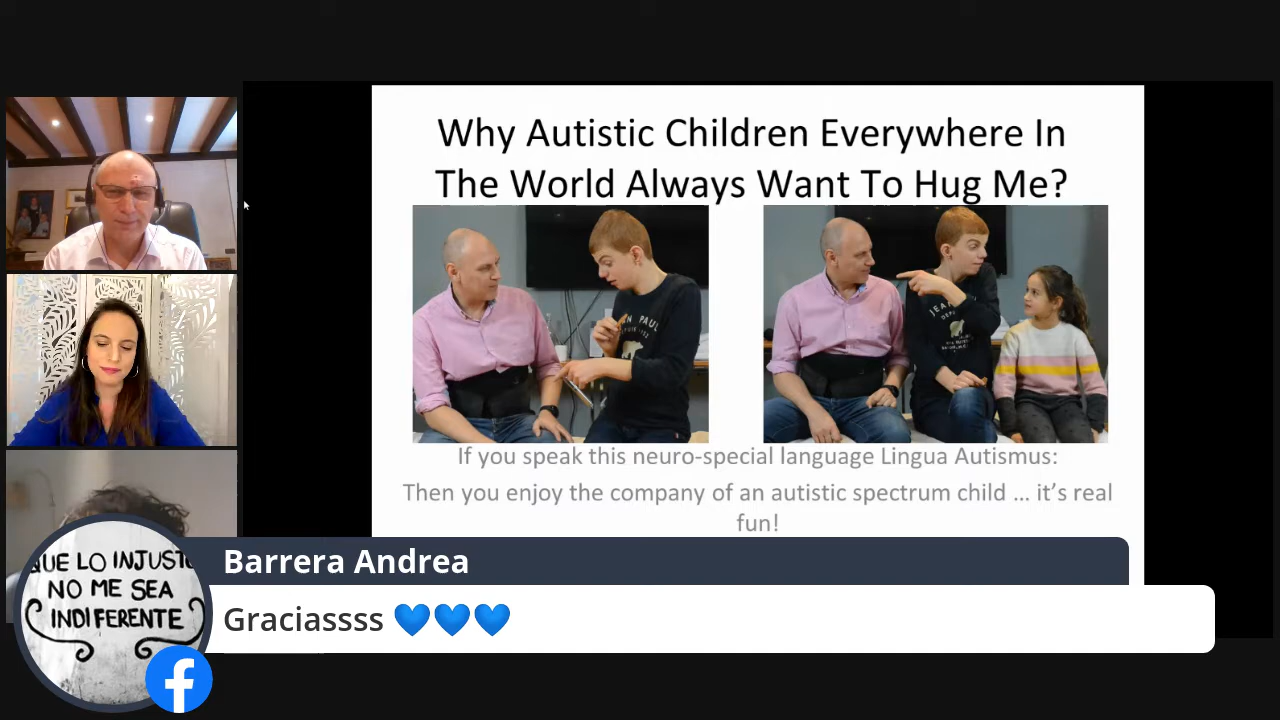 Why Autistic Children Everywhere In
The World Always Want To Hug Me?
If you speak this neuro-special language Lingua Autismus:
Then you enjoy the company of an autistic spectrum child ... it's real
fun!
Barrera Andrea
Graciassss 💙💙💙
QUE LO INJUSTO
NO ME SEA
INDIFERENTE